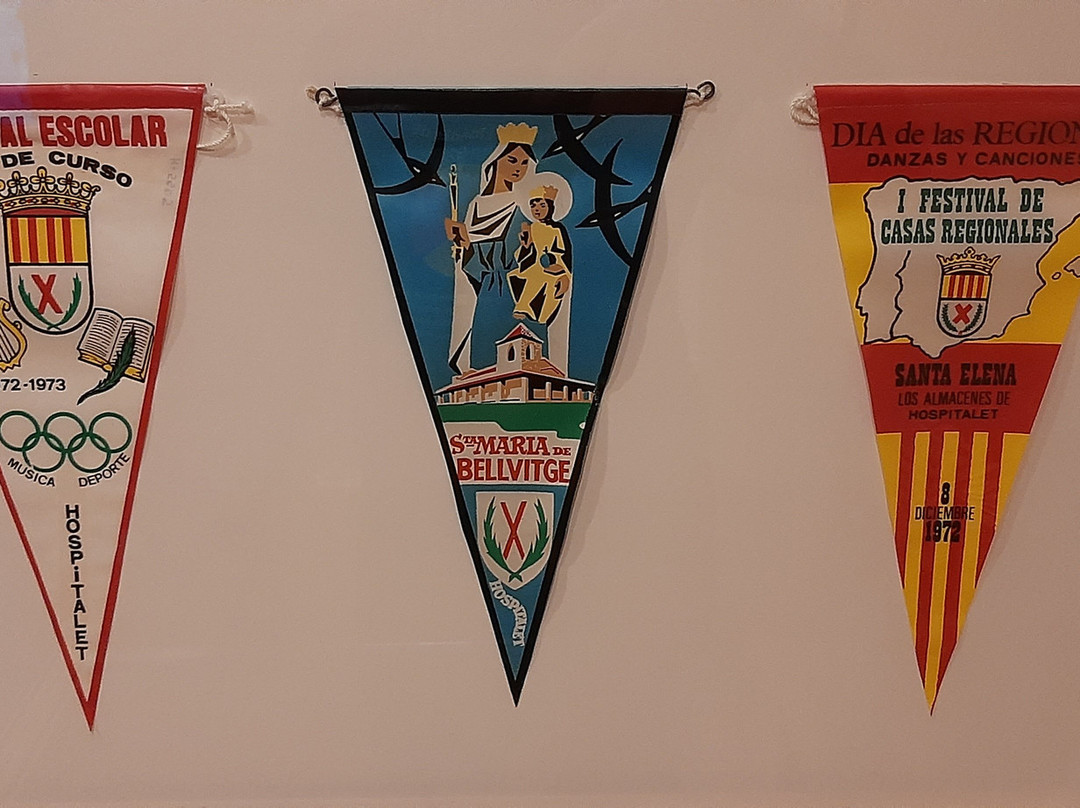 AL ESCOLAR
DE CURSO
72-1973
MUSICA DEPORTE
HOSPiTALET
STA MARIA DE
BELLVITGE
HOSPITALET
DIA de las REGION
DANZAS Y CANCIONES
I FESTIVAL DE
CASAS REGIONALES
SANTA ELENA
LOS ALMACENES DE
HOSPITALET
8
DICIEMBRE
1972